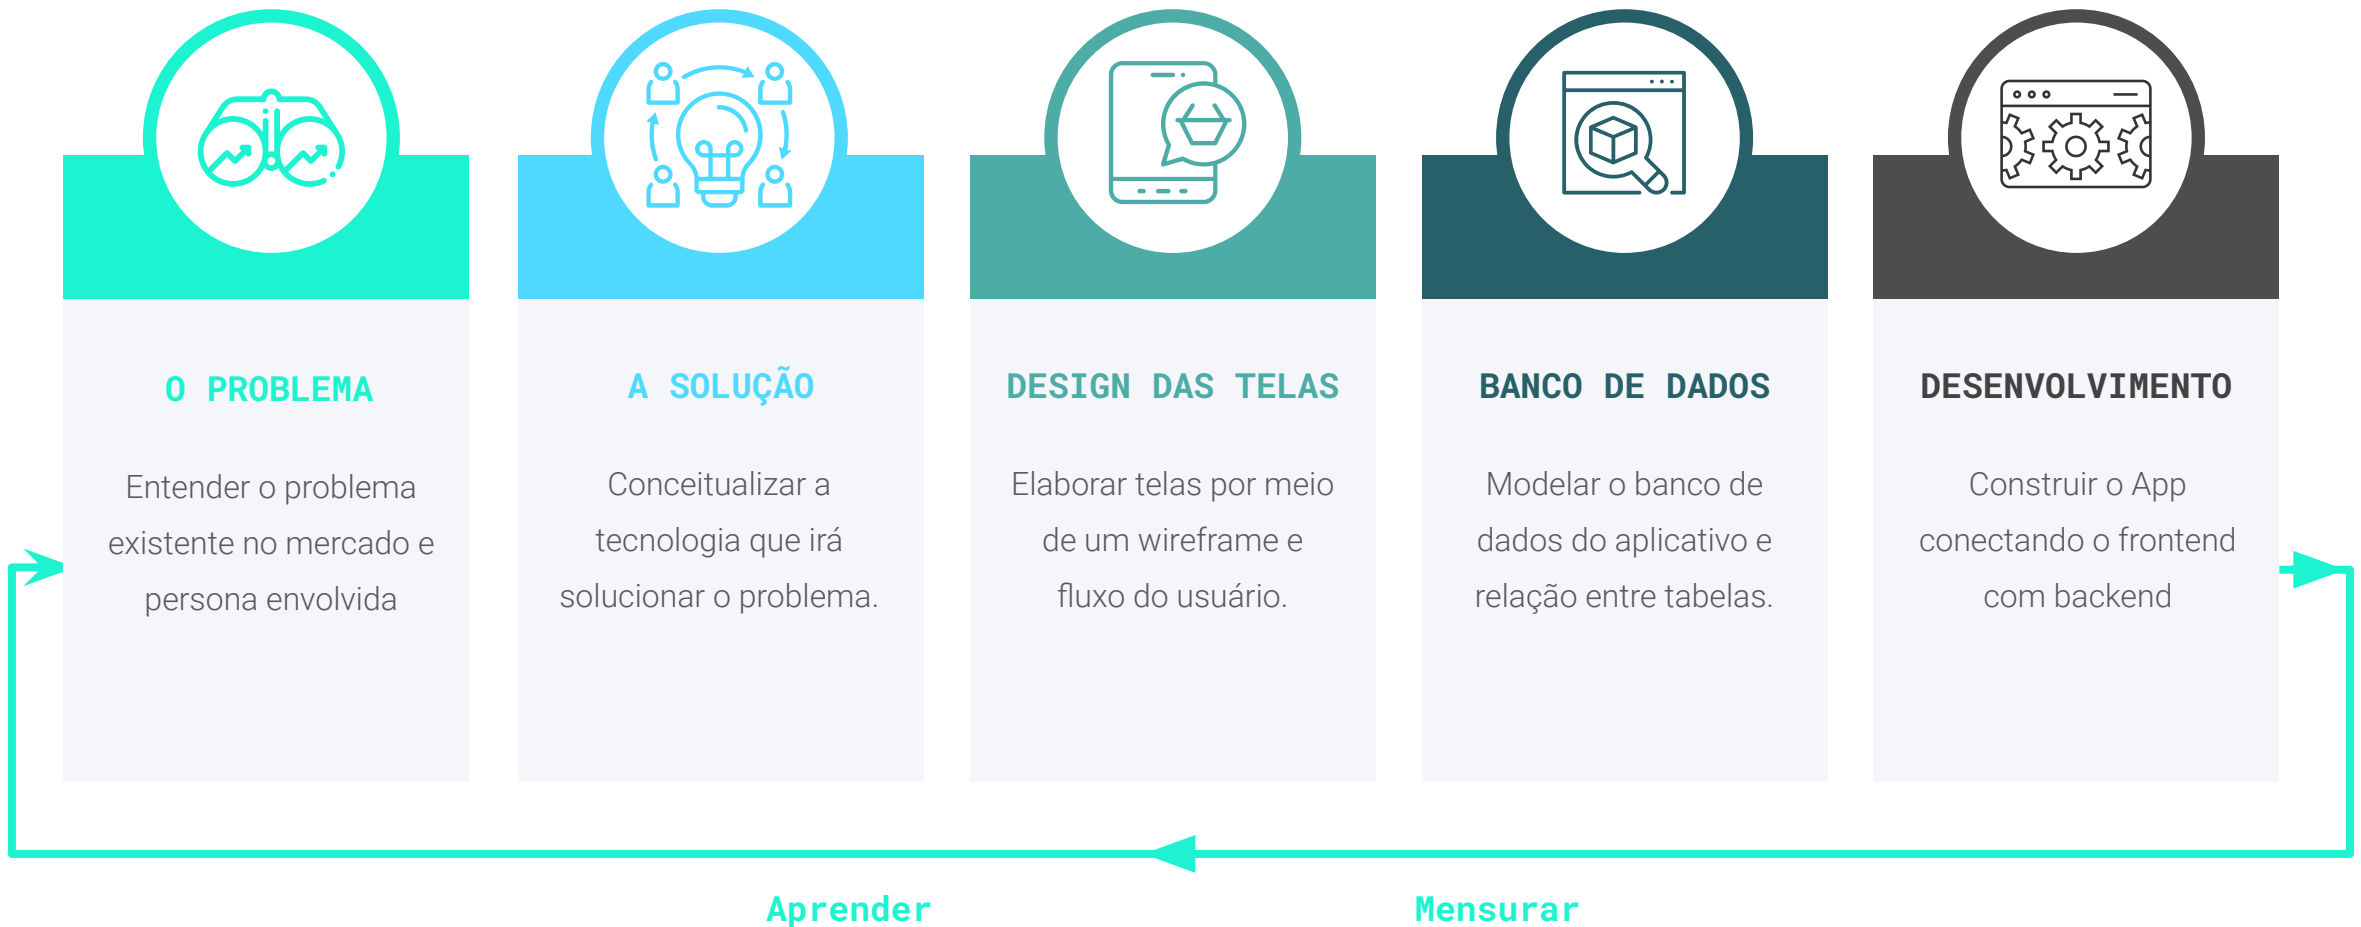 O PROBLEMA
Entender o problema
existente no mercado e
persona envolvida
A SOLUÇÃO
Conceitualizar a
tecnologia que irá
solucionar o problema.
DESIGN DAS TELAS
Elaborar telas por meio
de um wireframe e
fluxo do usuário.
BANCO DE DADOS
Modelar o banco de
dados do aplicativo e
relação entre tabelas.
DESENVOLVIMENTO
Construir o App
conectando o frontend
com backend
Aprender
Mensurar